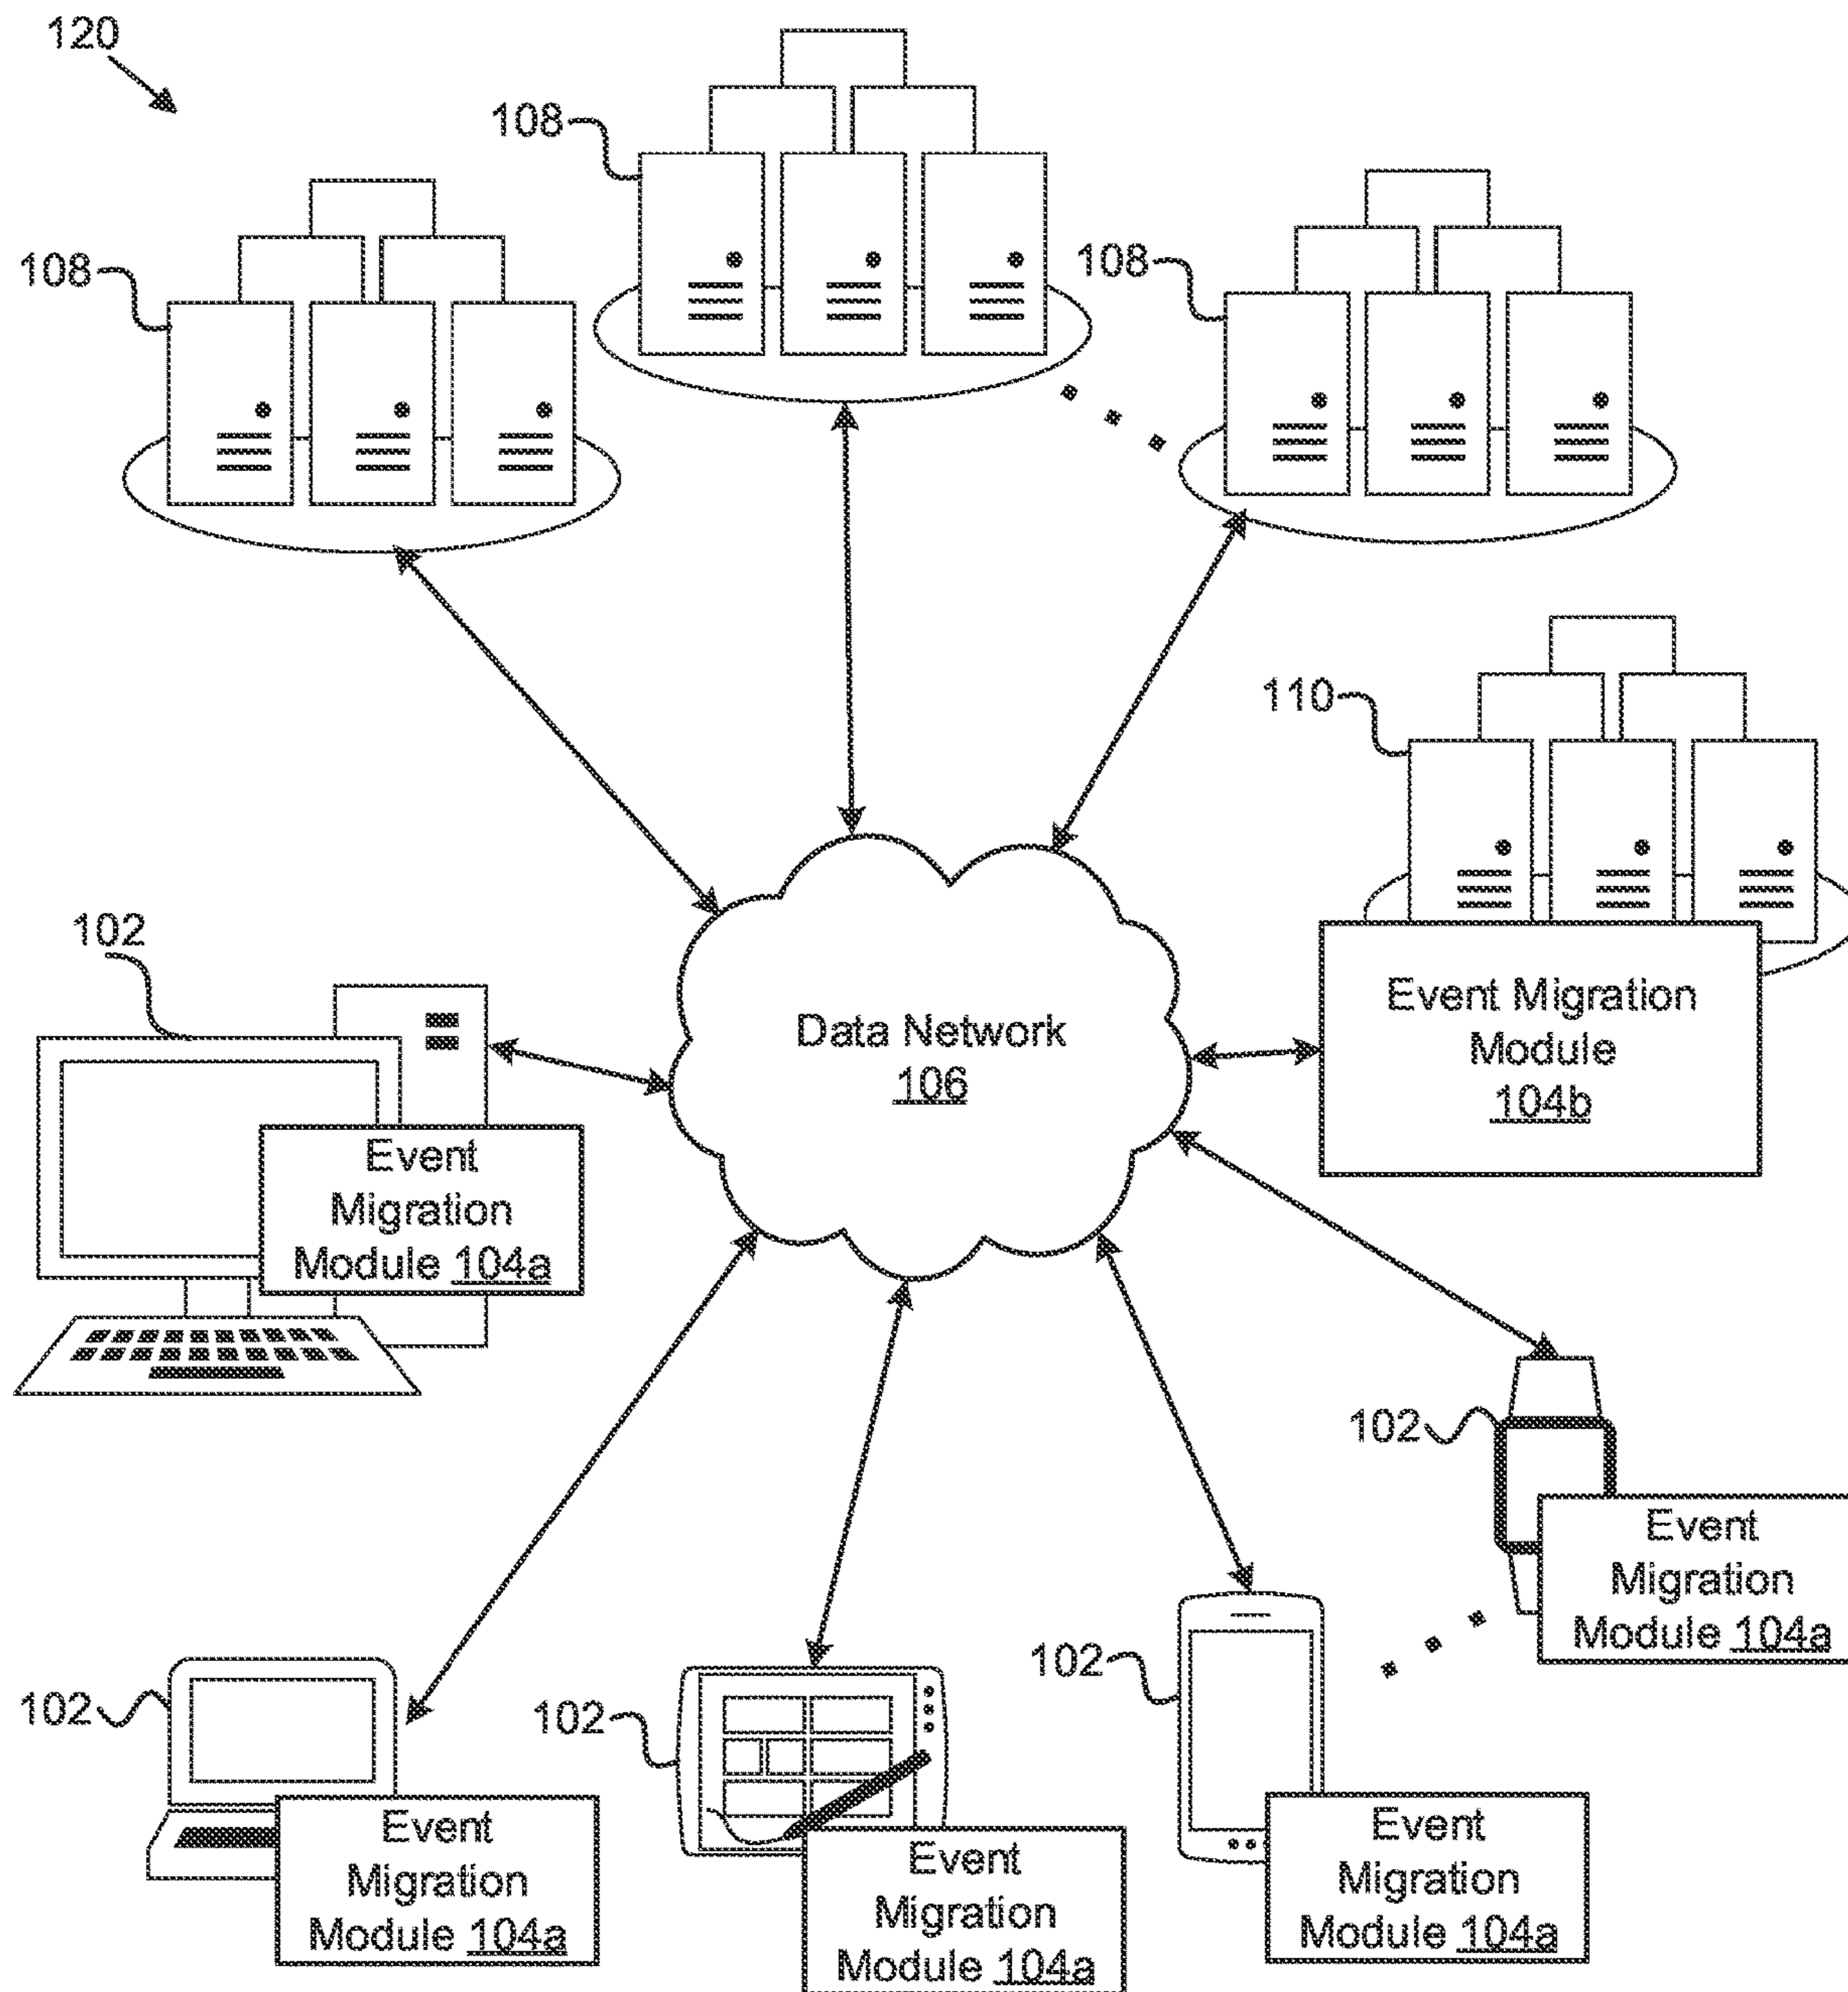 120
108
108
108
110
102
Data Network
106
Event Migration
Module
104b
Event
Migration
Module 104a
102
Event
Migration
Module 104a
102
102
102
Event
Migration
Module 104a
Event
Migration
Module 104a
Event
Migration
Module 104a